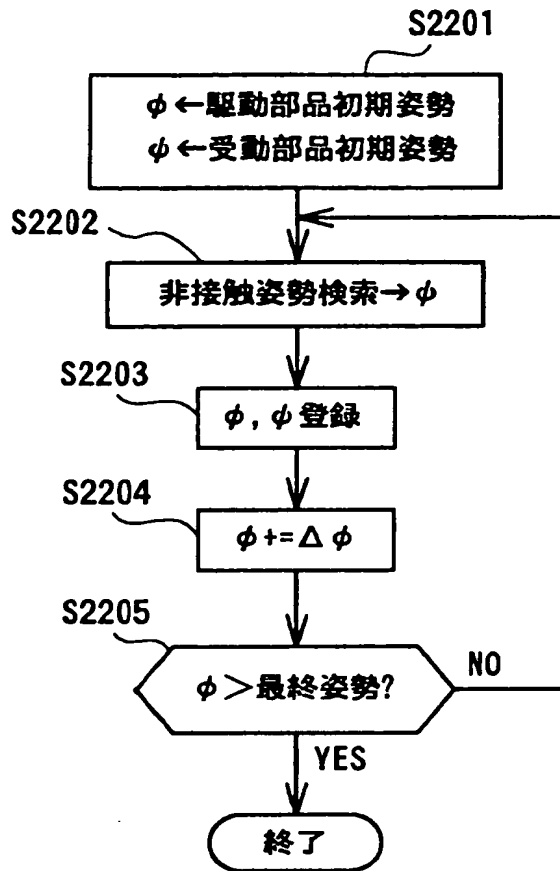 S2201
φ←駆動部品初期姿勢
ψ←受動部品初期姿勢
S2202
非接触姿勢検索→ψ
S2203
φ, ψ 登録
S2204
φ += Δφ
S2205
φ＞最終姿勢?
NO
YES
終了